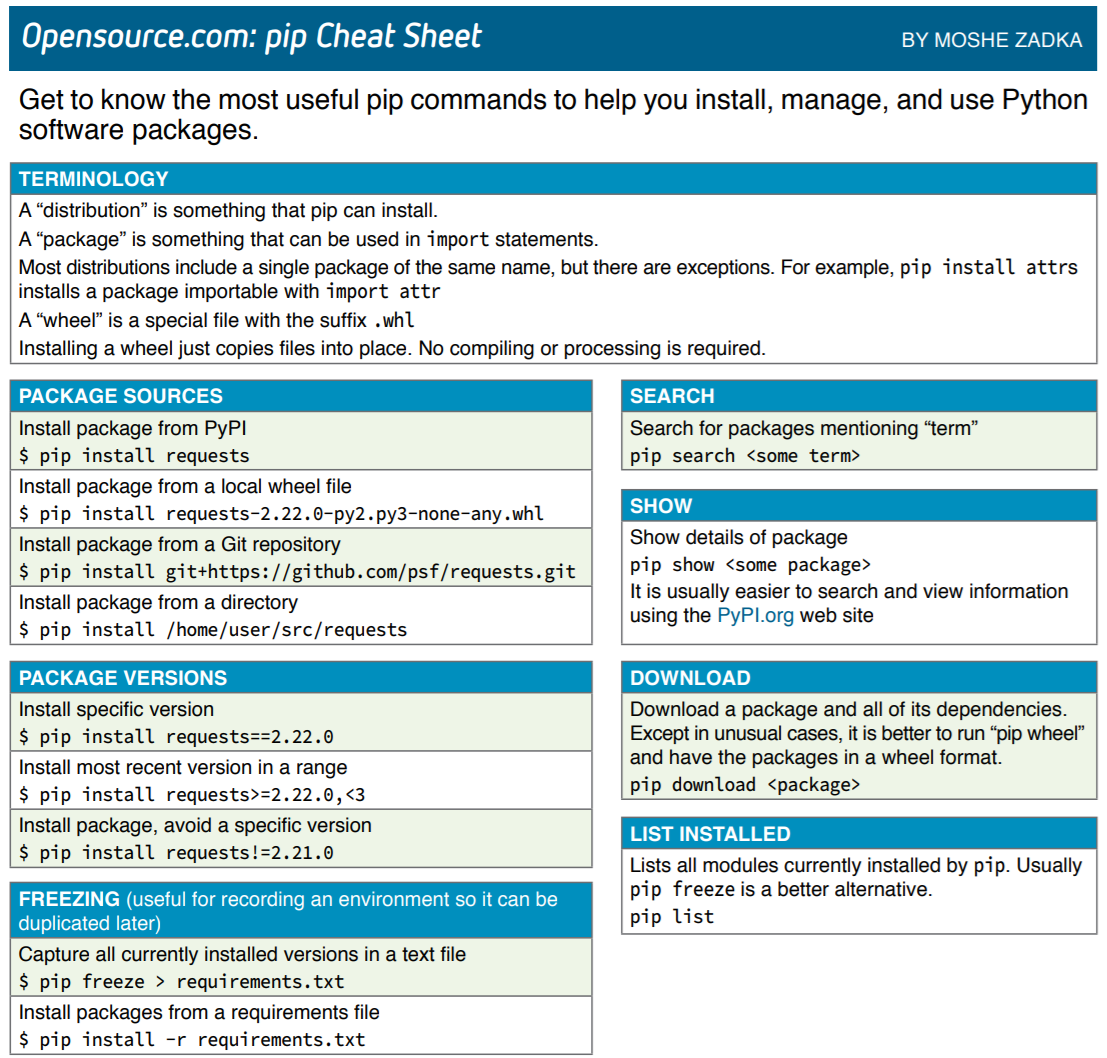 Opensource.com: pip Cheat Sheet
BY MOSHE ZADKA
Get to know the most useful pip commands to help you install, manage, and use Python
software packages.
TERMINOLOGY
A “distribution” is something that pip can install.
A “package” is something that can be used in import statements.
Most distributions include a single package of the same name, but there are exceptions. For example, pip install attrs
installs a package importable with import attr
A “wheel” is a special file with the suffix .whl
Installing a wheel just copies files into place. No compiling or processing is required.
PACKAGE SOURCES
Install package from PyPI
$ pip install requests
Install package from a local wheel file
$ pip install requests-2.22.0-py2.py3-none-any.whl
Install package from a Git repository
$ pip install git+https://github.com/psf/requests.git
Install package from a directory
$ pip install /home/user/src/requests
PACKAGE VERSIONS
Install specific version
$ pip install requests==2.22.0
Install most recent version in a range
$ pip install requests>=2.22.0,<3
Install package, avoid a specific version
$ pip install requests!=2.21.0
FREEZING (useful for recording an environment so it can be
duplicated later)
Capture all currently installed versions in a text file
$ pip freeze > requirements.txt
Install packages from a requirements file
$ pip install -r requirements.txt
SEARCH
Search for packages mentioning “term”
pip search <some term>
SHOW
Show details of package
pip show <some package>
It is usually easier to search and view information
using the PyPI.org web site
DOWNLOAD
Download a package and all of its dependencies.
Except in unusual cases, it is better to run “pip wheel”
and have the packages in a wheel format.
pip download <package>
LIST INSTALLED
Lists all modules currently installed by pip. Usually
pip freeze is a better alternative.
pip list